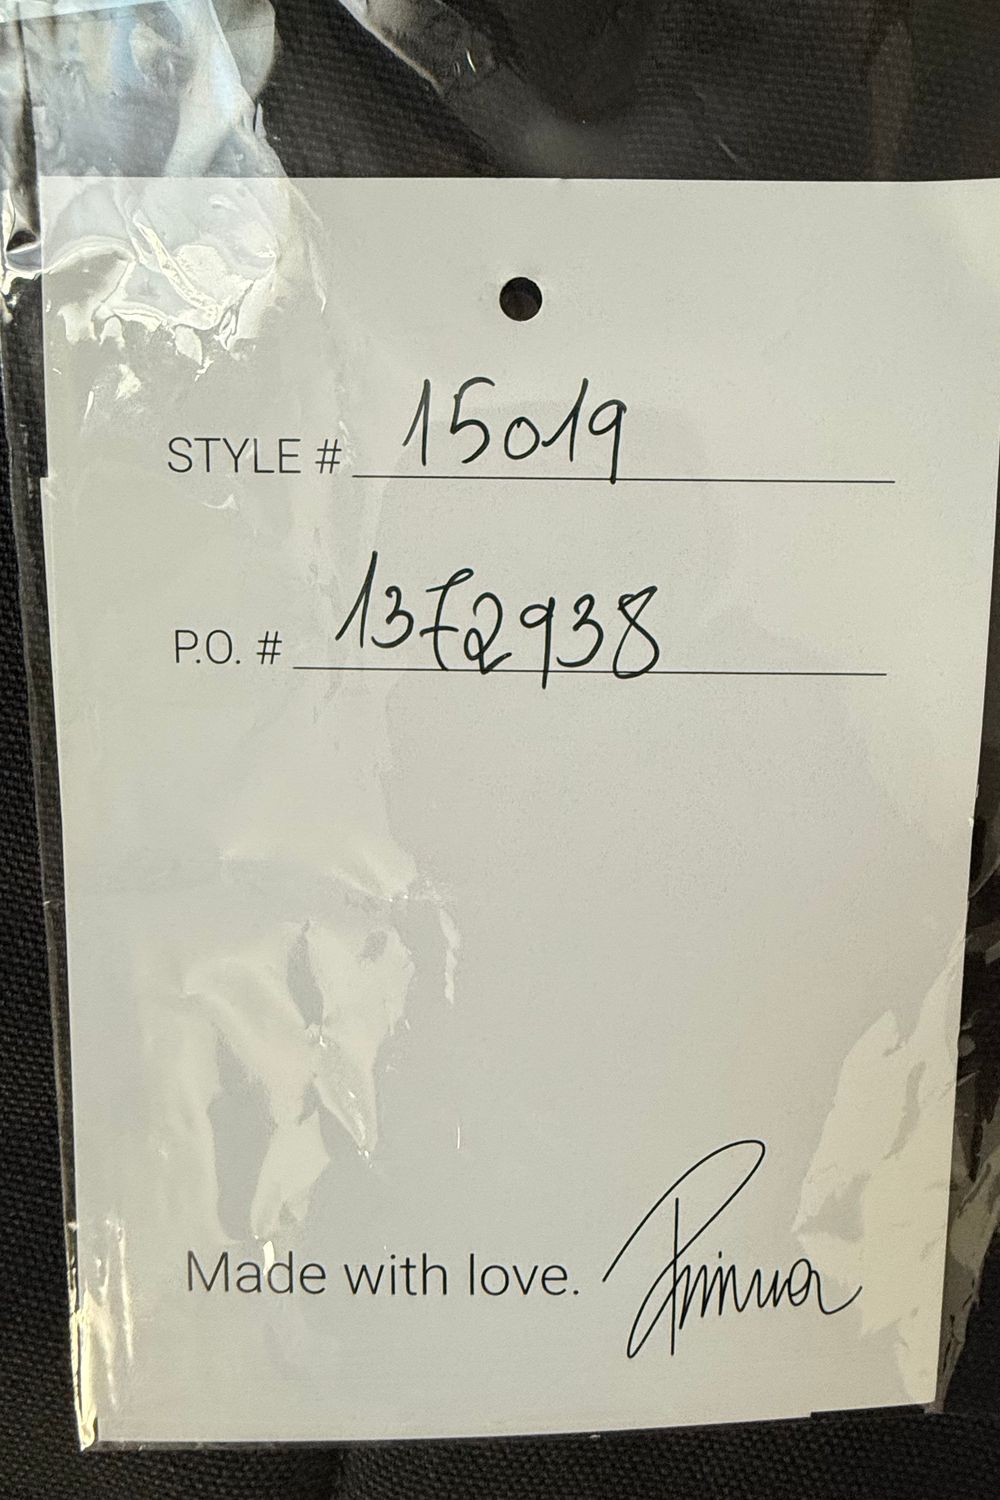 STYLE # 15019
P.O. # 1372938
Made with love.